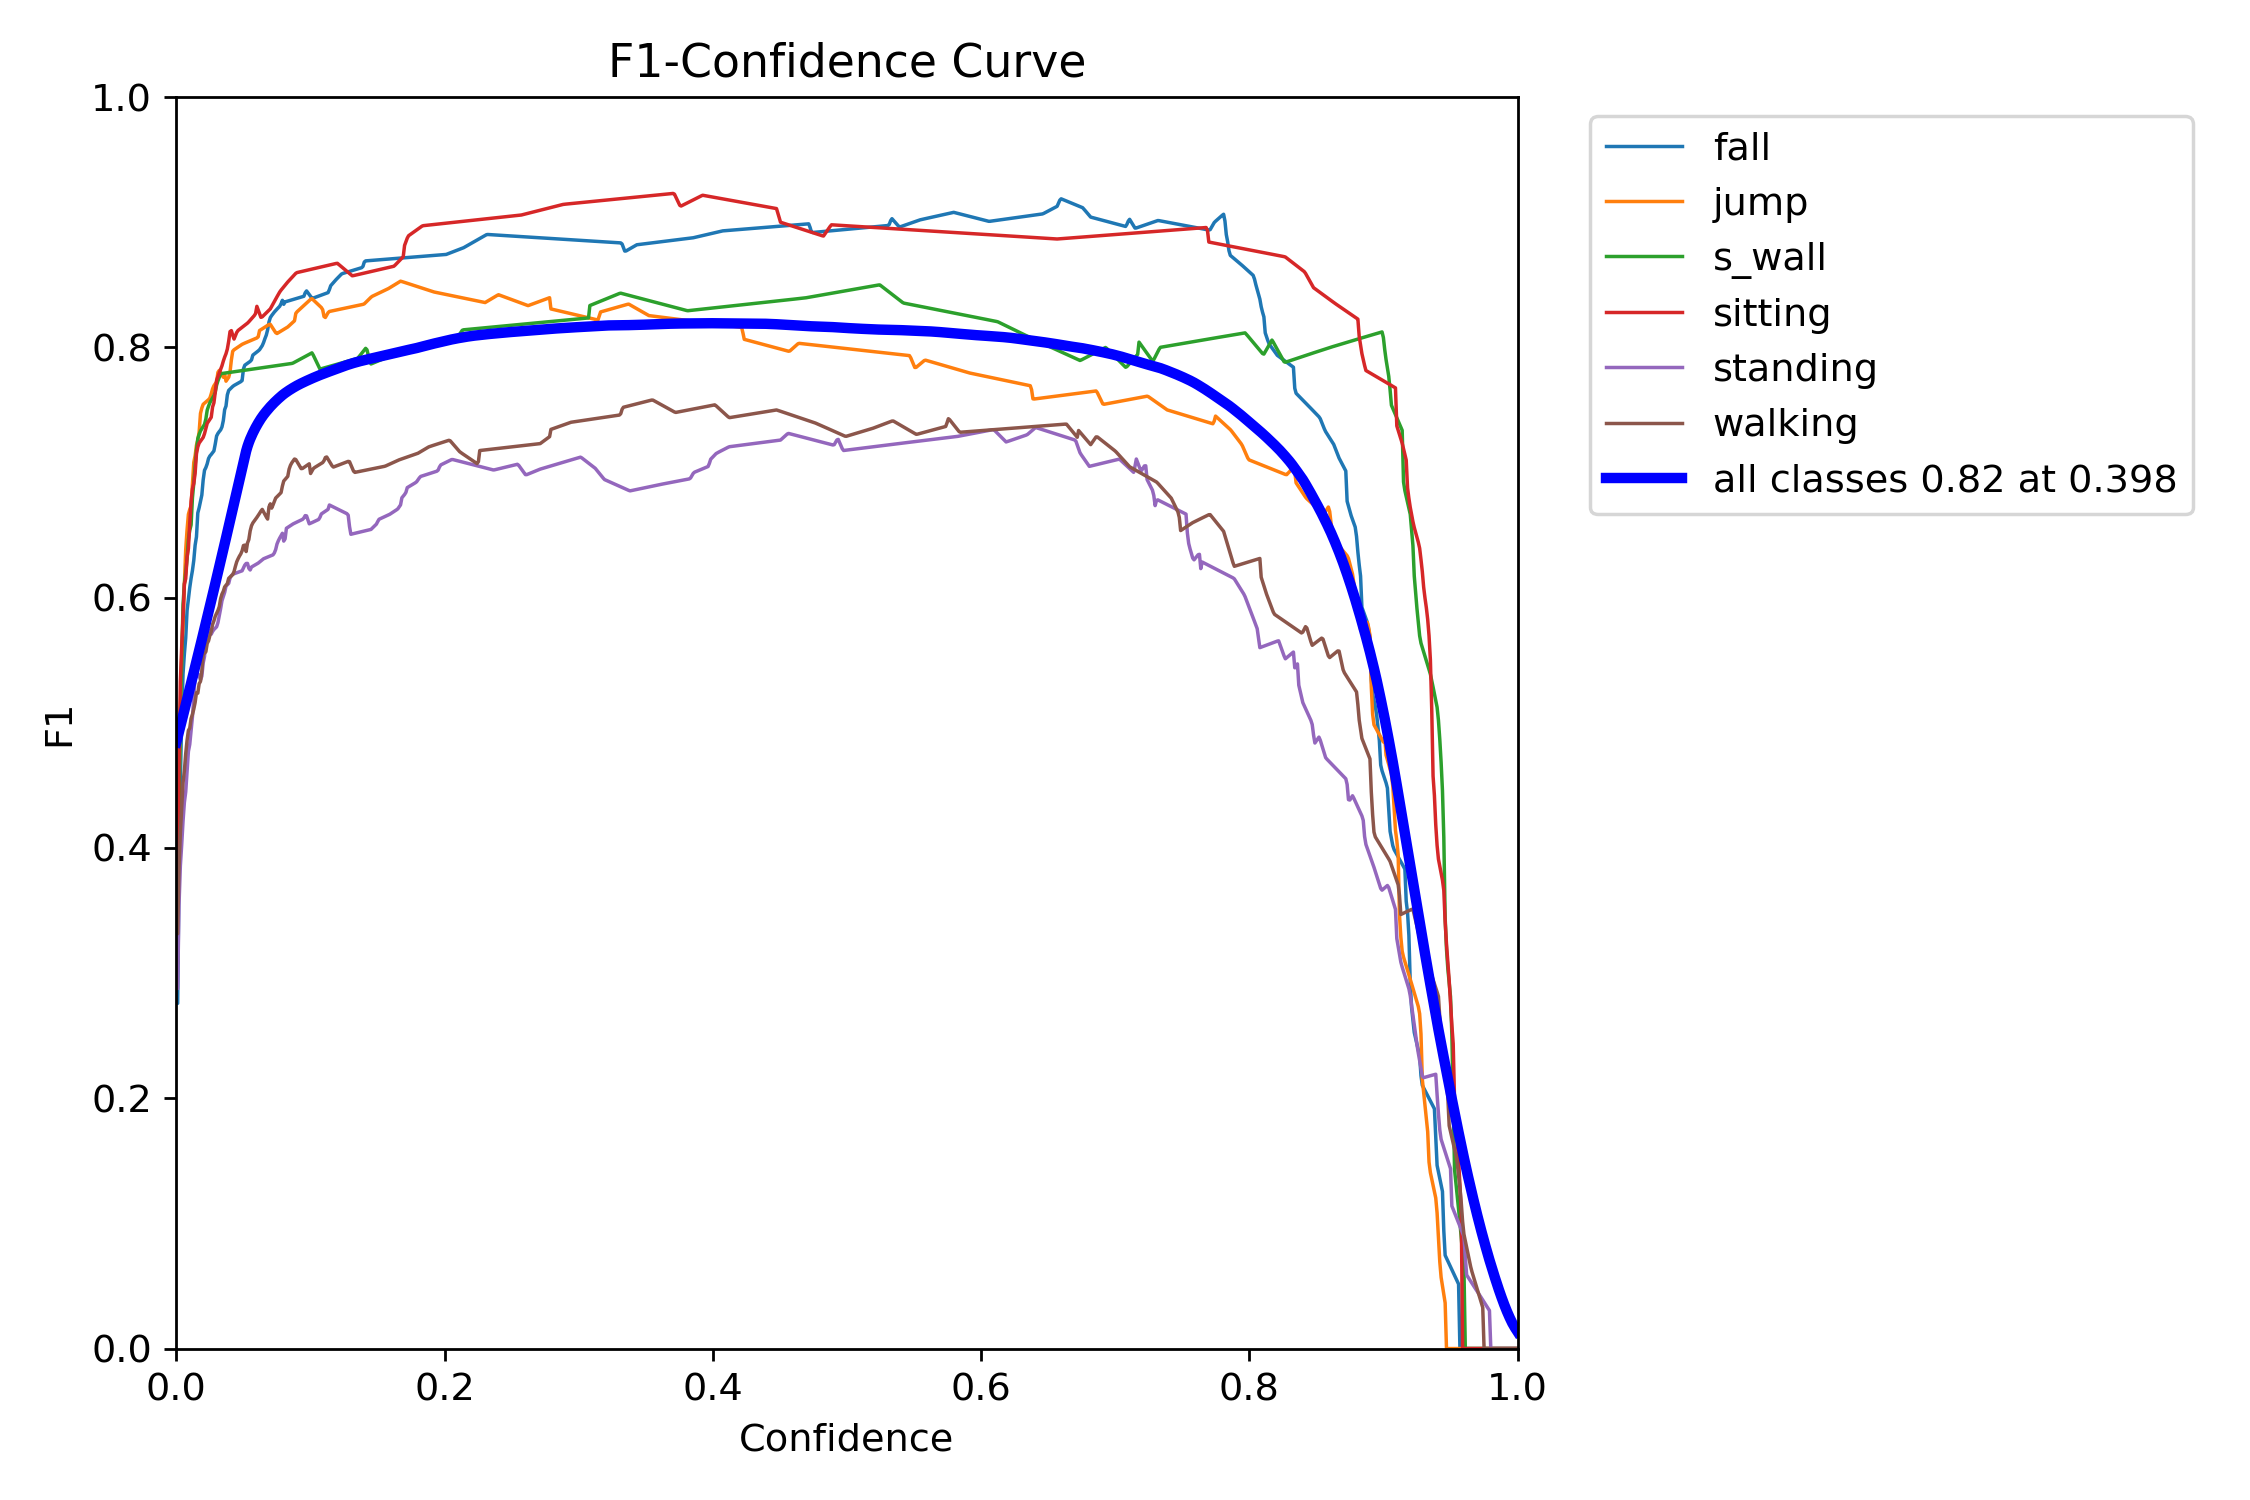 F1-Confidence Curve
1.0
0.8
0.6
0.4
0.2
0.0
F1
0.0 0.2 0.4 0.6 0.8 1.0
Confidence
fall
jump
s_wall
sitting
standing
walking
all classes 0.82 at 0.398